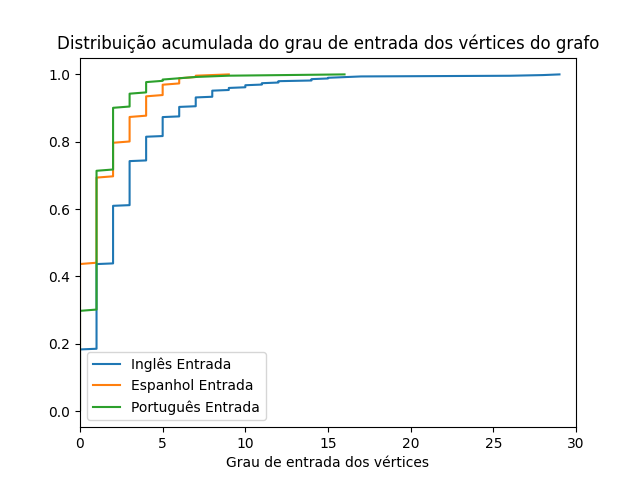 Distribuição acumulada do grau de entrada dos vértices do grafo
1.0
0.8
0.6
0.4
0.2
0.0
Inglês Entrada
Espanhol Entrada
Português Entrada
0 5 10 15 20 25 30
Grau de entrada dos vértices